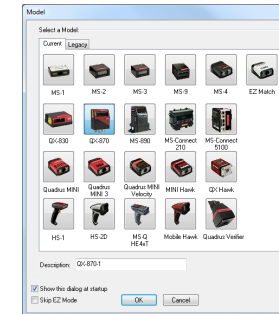 Model
Select a Model:
Current Legacy
MS-1 MS-2 MS-3 MS-9 MS-4 EZ Match
QX-830 QX-870 MS-890 MS-Connect 210 MS-Connect 5100
Quadrus MINI Quadrus MINI 3 Quadrus MINI Velocity MINI Hawk QX Hawk
HS-1 HS-2D MS-Q HE4xT Mobile Hawk Quadrus Verifier
Description: QX-870-1
Show this dialog at startup
Skip EZ Mode OK Cancel